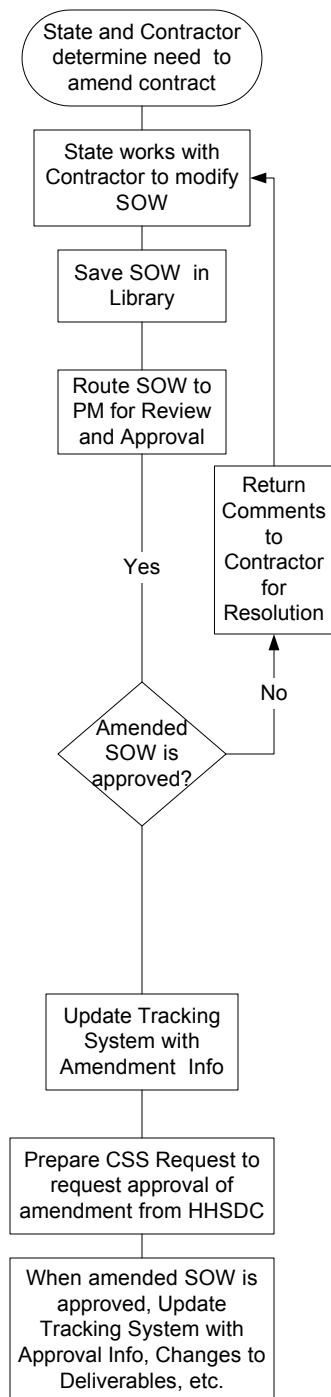 State and Contractor
determine need  to
amend contract
State works with
Contractor to modify
SOW
Save SOW  in
Library
Route SOW to
PM for Review
and Approval
Return
Comments
to
Contractor
for
Resolution
Yes
No
Amended
SOW is
approved?
Update Tracking
System with
Amendment  Info
Prepare CSS Request to
request approval of
amendment from HHSDC
When amended SOW is
approved, Update
Tracking System with
Approval Info, Changes to
Deliverables, etc.